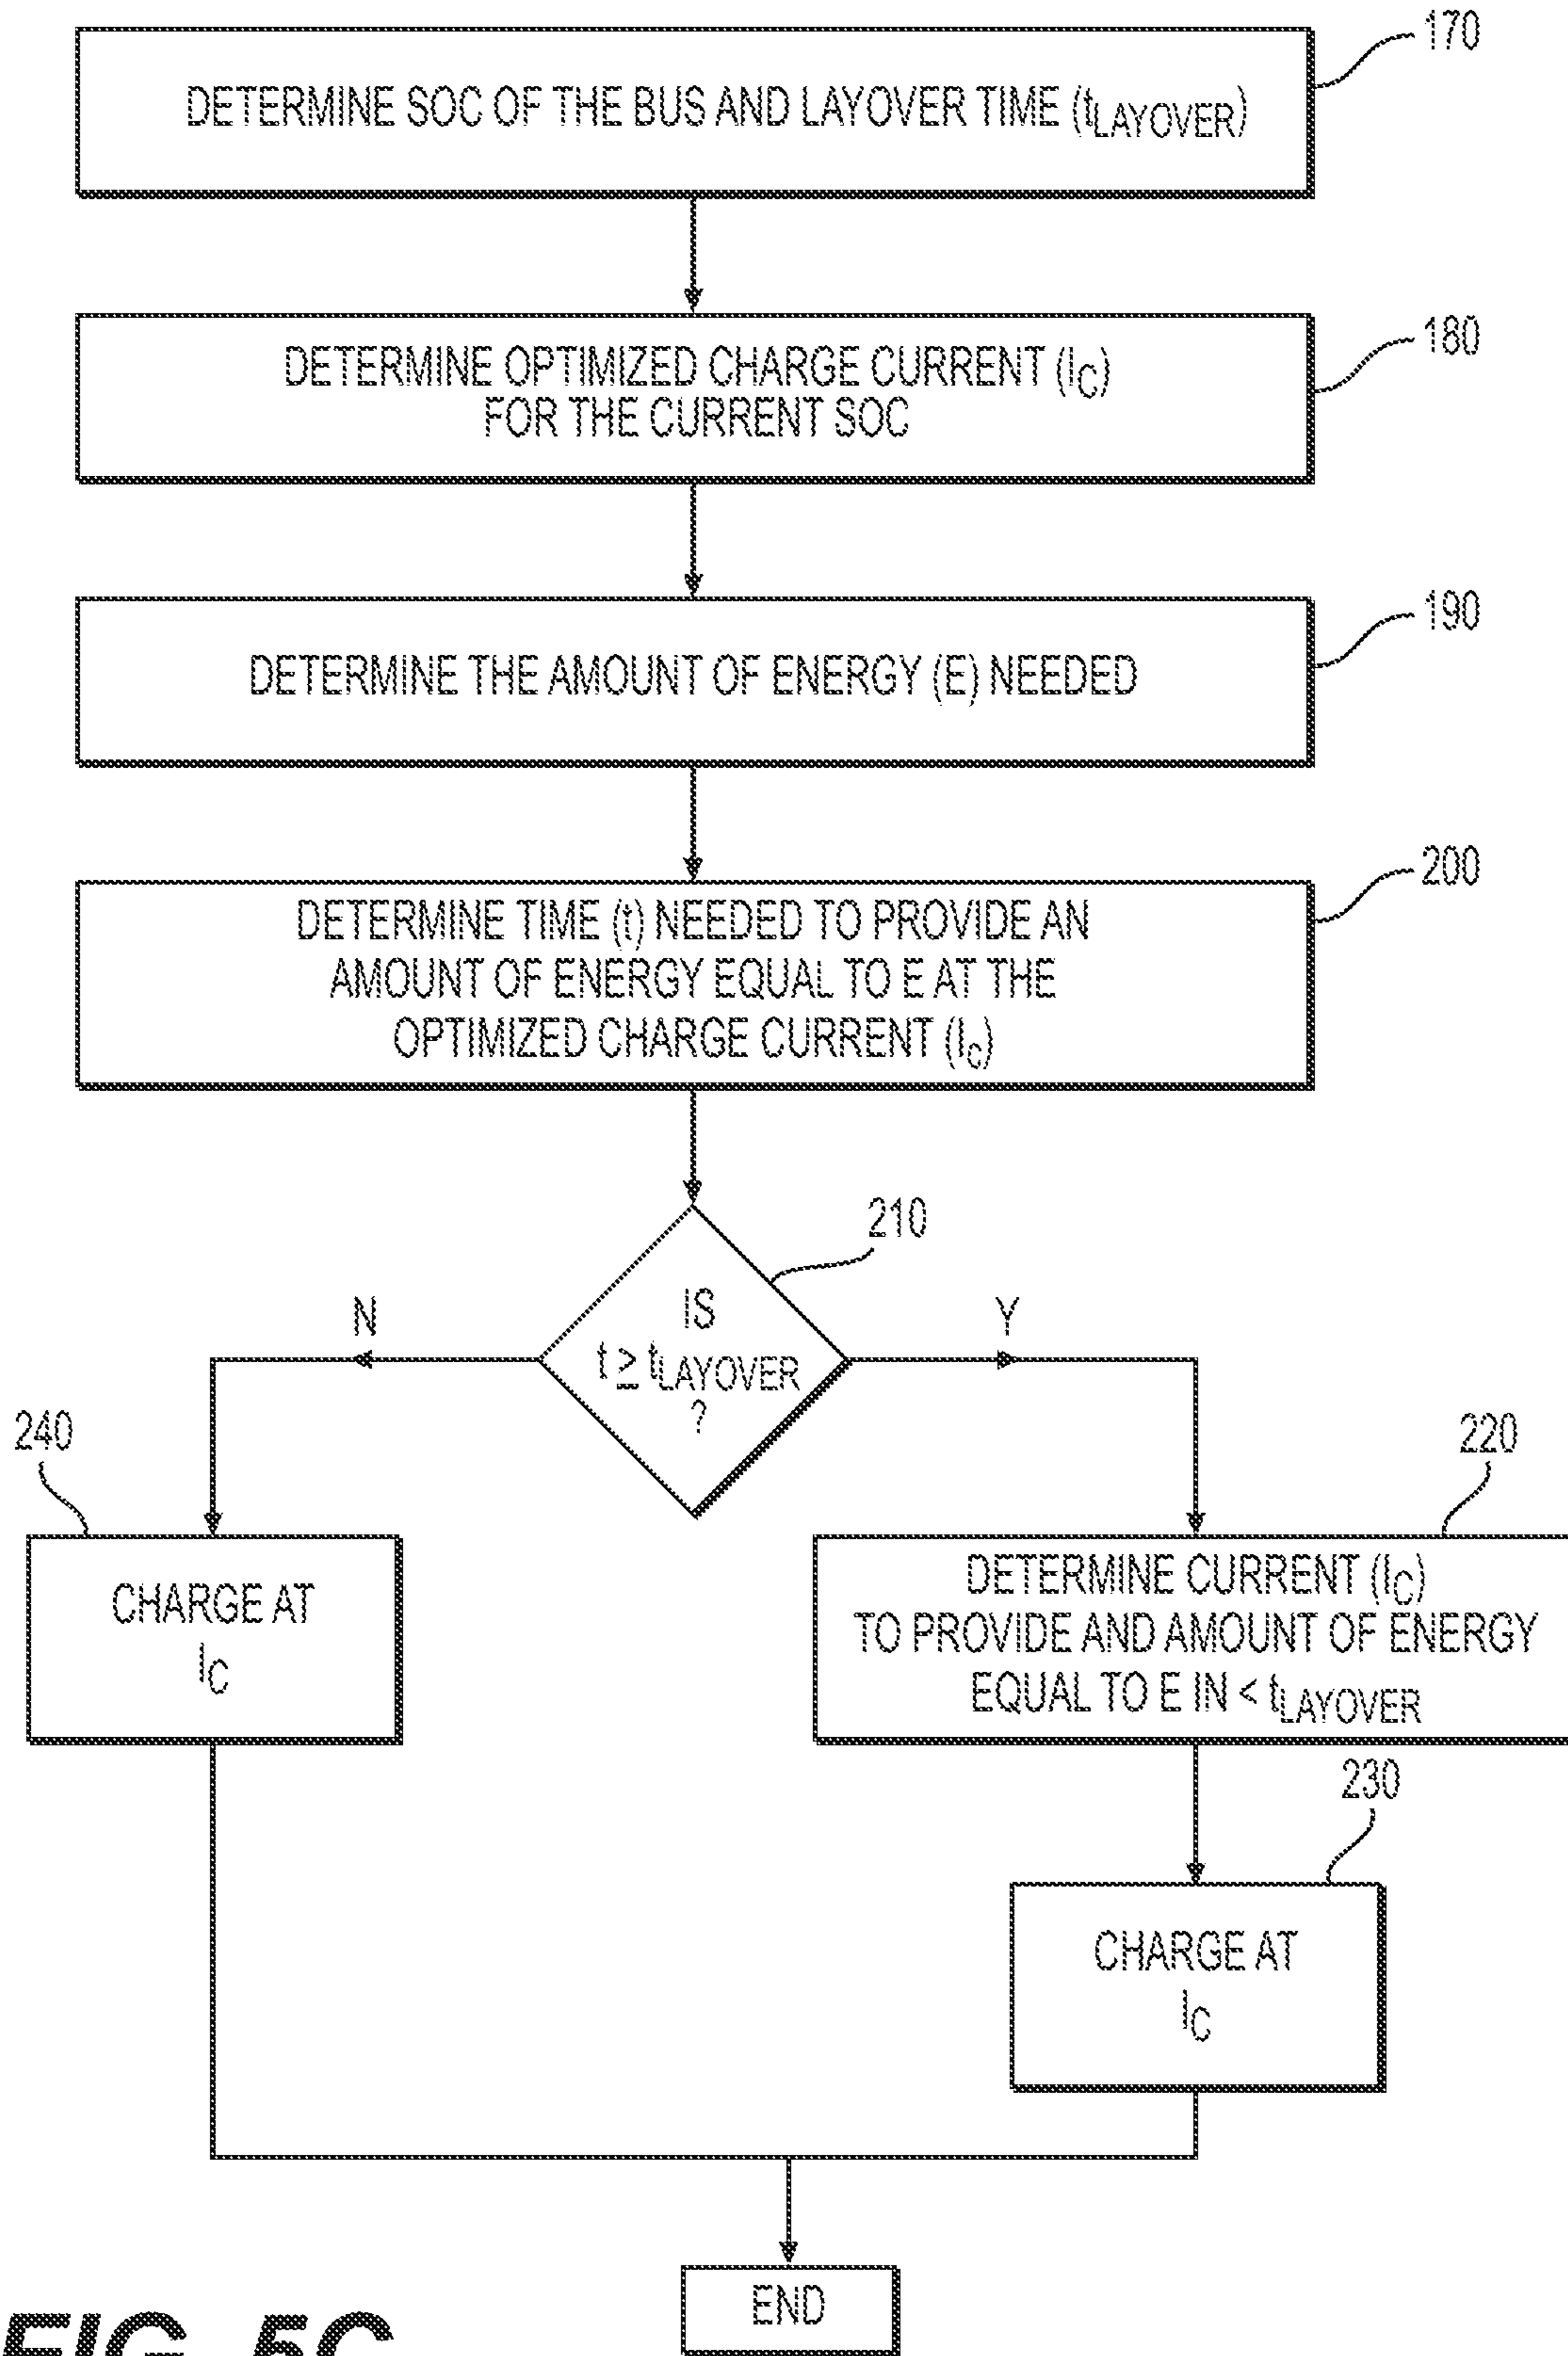 170
DETERMINE SOC OF THE BUS AND LAYOVER TIME (tLAYOVER)
180
DETERMINE OPTIMIZED CHARGE CURRENT (IC)
FOR THE CURRENT SOC
190
DETERMINE THE AMOUNT OF ENERGY (E) NEEDED
200
DETERMINE TIME (t) NEEDED TO PROVIDE AN
AMOUNT OF ENERGY EQUAL TO E AT THE
OPTIMIZED CHARGE CURRENT (Ic)
210
IS
t ≥ tLAYOVER
?
N
Y
240
CHARGE AT
IC
220
DETERMINE CURRENT (IC)
TO PROVIDE AND AMOUNT OF ENERGY
EQUAL TO E IN < tLAYOVER
230
CHARGE AT
IC
END
FIG. 5C